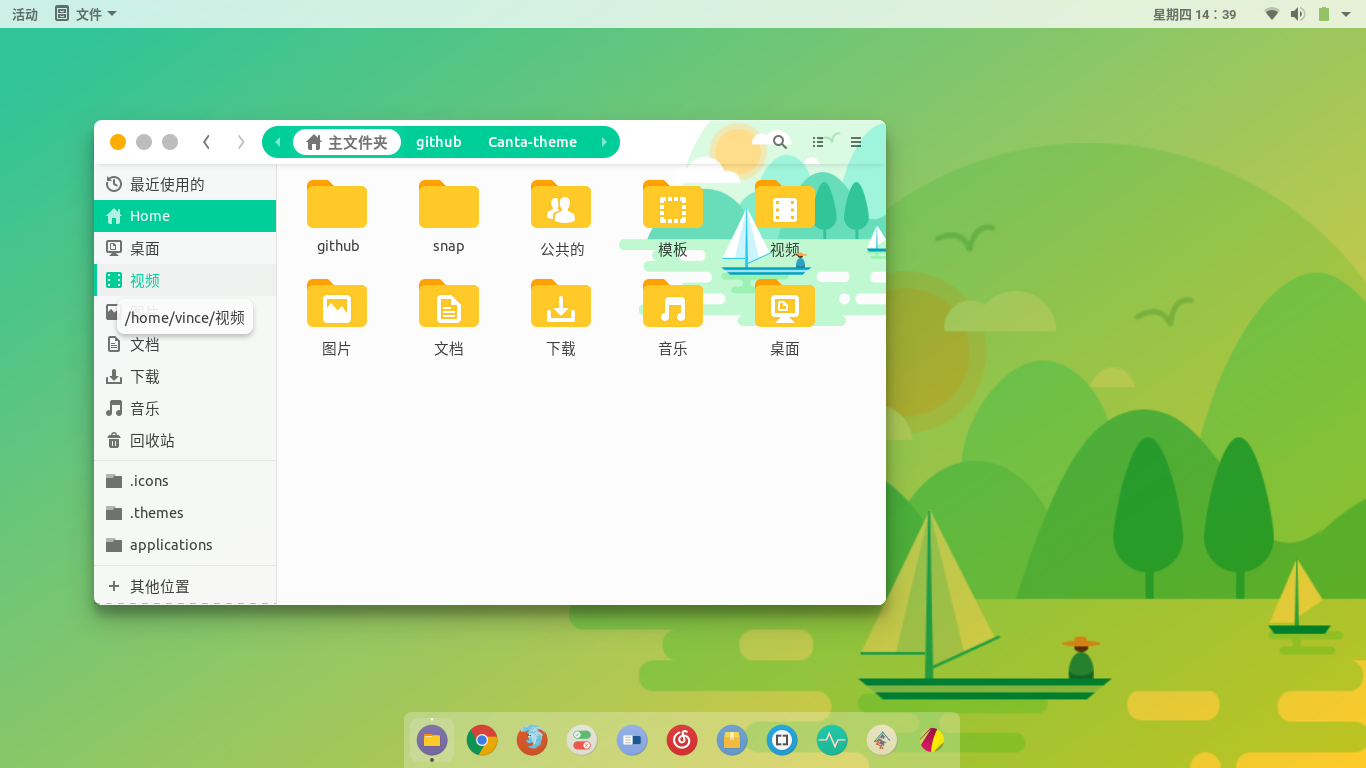 活动 文件 星期四 14：39
主文件夹 github Canta-theme
最近使用的
Home
桌面
视频
/home/vince/视频
文档
下载
音乐
回收站
.icons
.themes
applications
其他位置
github snap 公共的 模板 视频
图片 文档 下载 音乐 桌面